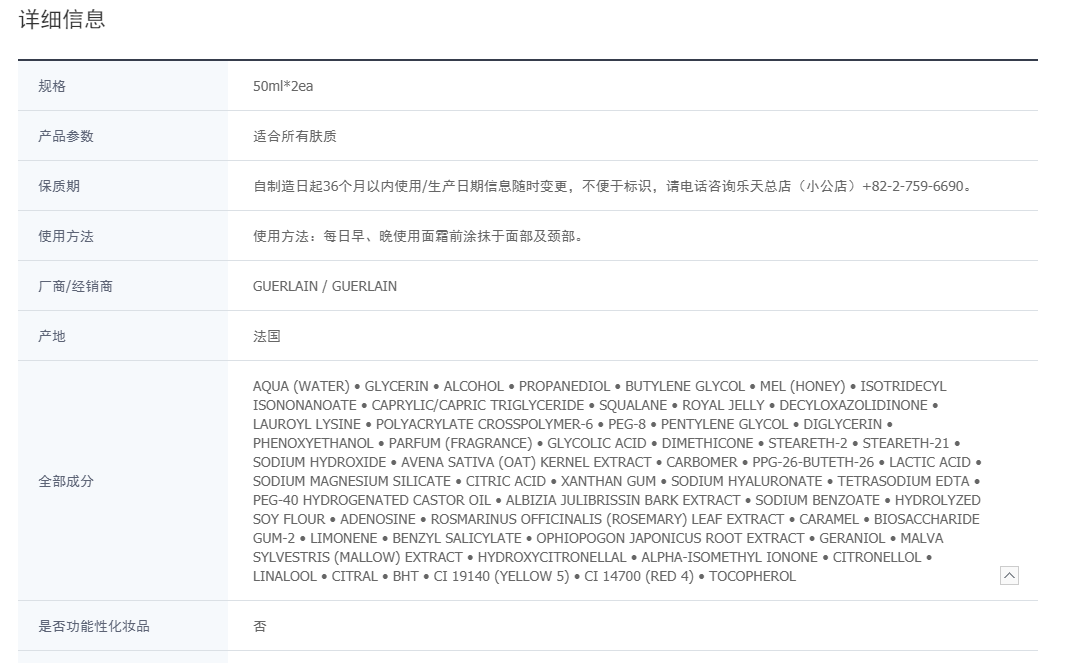 详细信息
规格 50ml*2ea
产品参数 适合所有肤质
保质期 自制造日起36个月以内使用/生产日期信息随时变更，不便于标识，请电话咨询乐天总店（小公店）+82-2-759-6690。
使用方法 使用方法：每日早、晚使用面霜前涂抹于面部及颈部。
厂商/经销商 GUERLAIN / GUERLAIN
产地 法国
全部成分
AQUA (WATER) • GLYCERIN • ALCOHOL • PROPANEDIOL • BUTYLENE GLYCOL • MEL (HONEY) • ISOTRIDECYL
ISONONANOATE • CAPRYLIC/CAPRIC TRIGLYCERIDE • SQUALANE • ROYAL JELLY • DECYLOXAZOLIDINONE •
LAUROYL LYSINE • POLYACRYLATE CROSSPOLYMER-6 • PEG-8 • PENTYLENE GLYCOL • DIGLYCERIN •
PHENOXYETHANOL • PARFUM (FRAGRANCE) • GLYCOLIC ACID • DIMETHICONE • STEARETH-2 • STEARETH-21 •
SODIUM HYDROXIDE • AVENA SATIVA (OAT) KERNEL EXTRACT • CARBOMER • PPG-26-BUTETH-26 • LACTIC ACID •
SODIUM MAGNESIUM SILICATE • CITRIC ACID • XANTHAN GUM • SODIUM HYALURONATE • TETRASODIUM EDTA •
PEG-40 HYDROGENATED CASTOR OIL • ALBIZIA JULIBRISSIN BARK EXTRACT • SODIUM BENZOATE • HYDROLYZED
SOY FLOUR • ADENOSINE • ROSMARINUS OFFICINALIS (ROSEMARY) LEAF EXTRACT • CARAMEL • BIOSACCHARIDE
GUM-2 • LIMONENE • BENZYL SALICYLATE • OPHIOPOGON JAPONICUS ROOT EXTRACT • GERANIOL • MALVA
SYLVESTRIS (MALLOW) EXTRACT • HYDROXYCITRONELLAL • ALPHA-ISOMETHYL IONONE • CITRONELLOL •
LINALOOL • CITRAL • BHT • CI 19140 (YELLOW 5) • CI 14700 (RED 4) • TOCOPHEROL
是否功能性化妆品 否